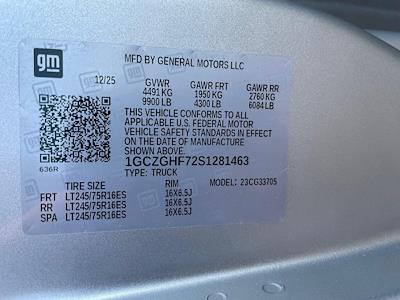 gm
MFD BY GENERAL MOTORS LLC
12/25 GVWR GAWR FRT GAWR RR
4491 KG 1950 KG 2760 KG
9900 LB 4300 LB 6084 LB
THIS VEHICLE CONFORMS TO ALL
APPLICABLE U.S. FEDERAL MOTOR
VEHICLE SAFETY STANDARDS IN EFFECT
ON THE DATE OF MANUFACTURE SHOWN ABOVE.
1GCZGHF72S1281463
636R TYPE: TRUCK MODEL: 23CG33705
TIRE SIZE RIM
FRT LT245/75R16ES 16X6.5J
RR LT245/75R16ES 16X6.5J
SPA LT245/75R16ES 16X6.5J